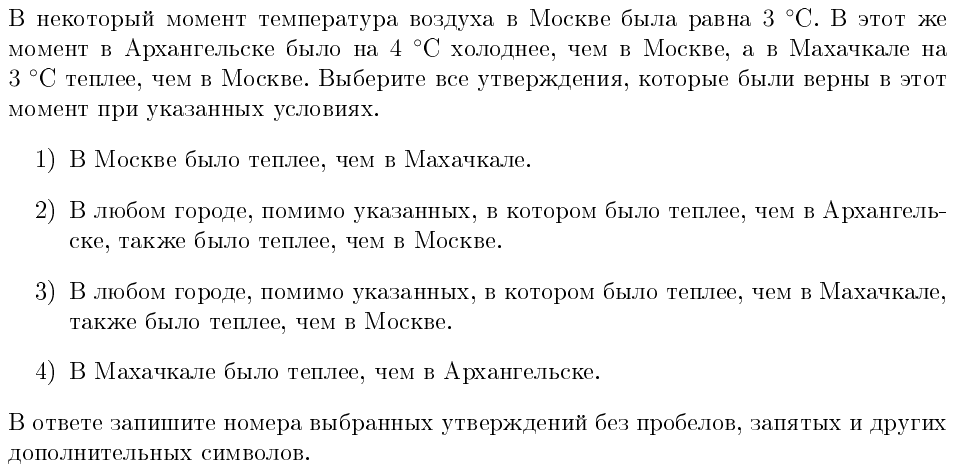 В некоторый момент температура воздуха в Москве была равна 3 °C. В этот же
момент в Архангельске было на 4 °C холоднее, чем в Москве, а в Махачкале на
3 °C теплее, чем в Москве. Выберите все утверждения, которые были верны в этот
момент при указанных условиях.
1) В Москве было теплее, чем в Махачкале.
2) В любом городе, помимо указанных, в котором было теплее, чем в Архангель-
ске, также было теплее, чем в Москве.
3) В любом городе, помимо указанных, в котором было теплее, чем в Махачкале,
также было теплее, чем в Москве.
4) В Махачкале было теплее, чем в Архангельске.
В ответе запишите номера выбранных утверждений без пробелов, запятых и других
дополнительных символов.